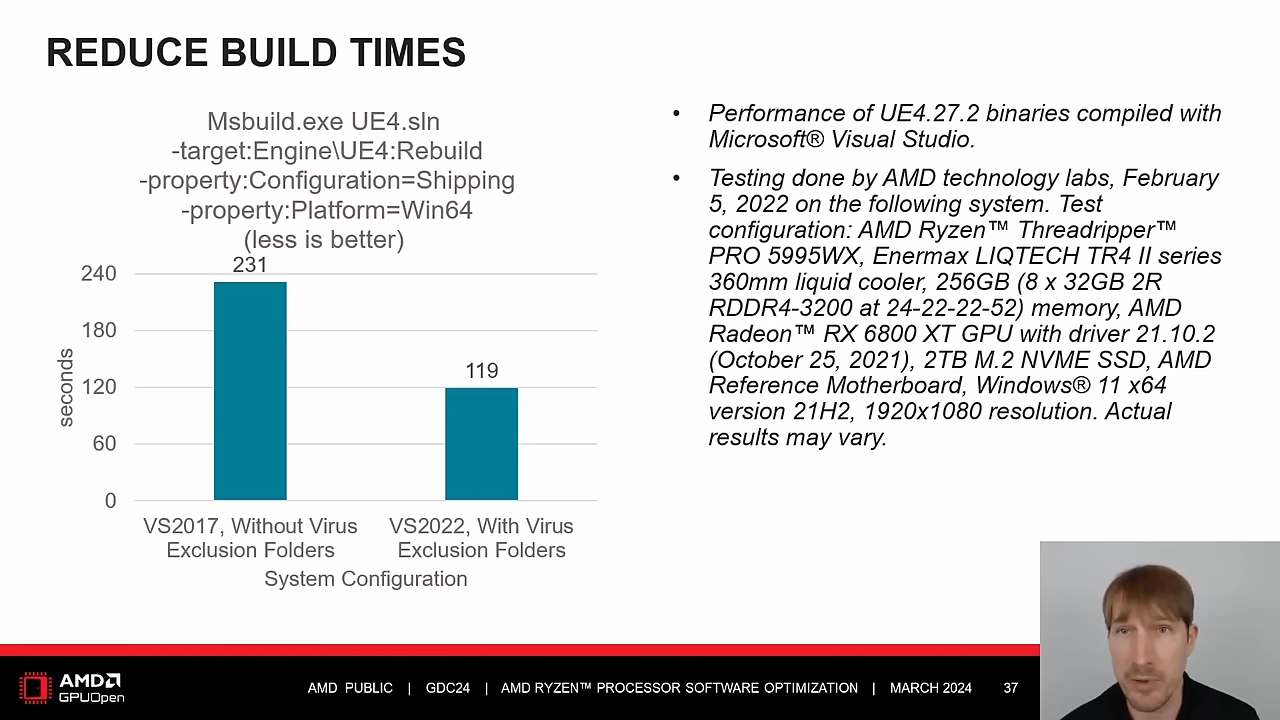 REDUCE BUILD TIMES
Msbuild.exe UE4.sln
-target:Engine\UE4:Rebuild
-property:Configuration=Shipping
-property:Platform=Win64
(less is better)
240
180
120
60
0
seconds
231
119
VS2017, Without Virus
Exclusion Folders
VS2022, With Virus
Exclusion Folders
System Configuration
• Performance of UE4.27.2 binaries compiled with
Microsoft® Visual Studio.
• Testing done by AMD technology labs, February
5, 2022 on the following system. Test
configuration: AMD Ryzen™ Threadripper™
PRO 5995WX, Enermax LIQTECH TR4 II series
360mm liquid cooler, 256GB (8 x 32GB 2R
RDDR4-3200 at 24-22-22-52) memory, AMD
Radeon™ RX 6800 XT GPU with driver 21.10.2
(October 25, 2021), 2TB M.2 NVME SSD, AMD
Reference Motherboard, Windows® 11 x64
version 21H2, 1920x1080 resolution. Actual
results may vary.
AMD
GPUOpen
AMD PUBLIC | GDC24 | AMD RYZEN™ PROCESSOR SOFTWARE OPTIMIZATION | MARCH 2024 37